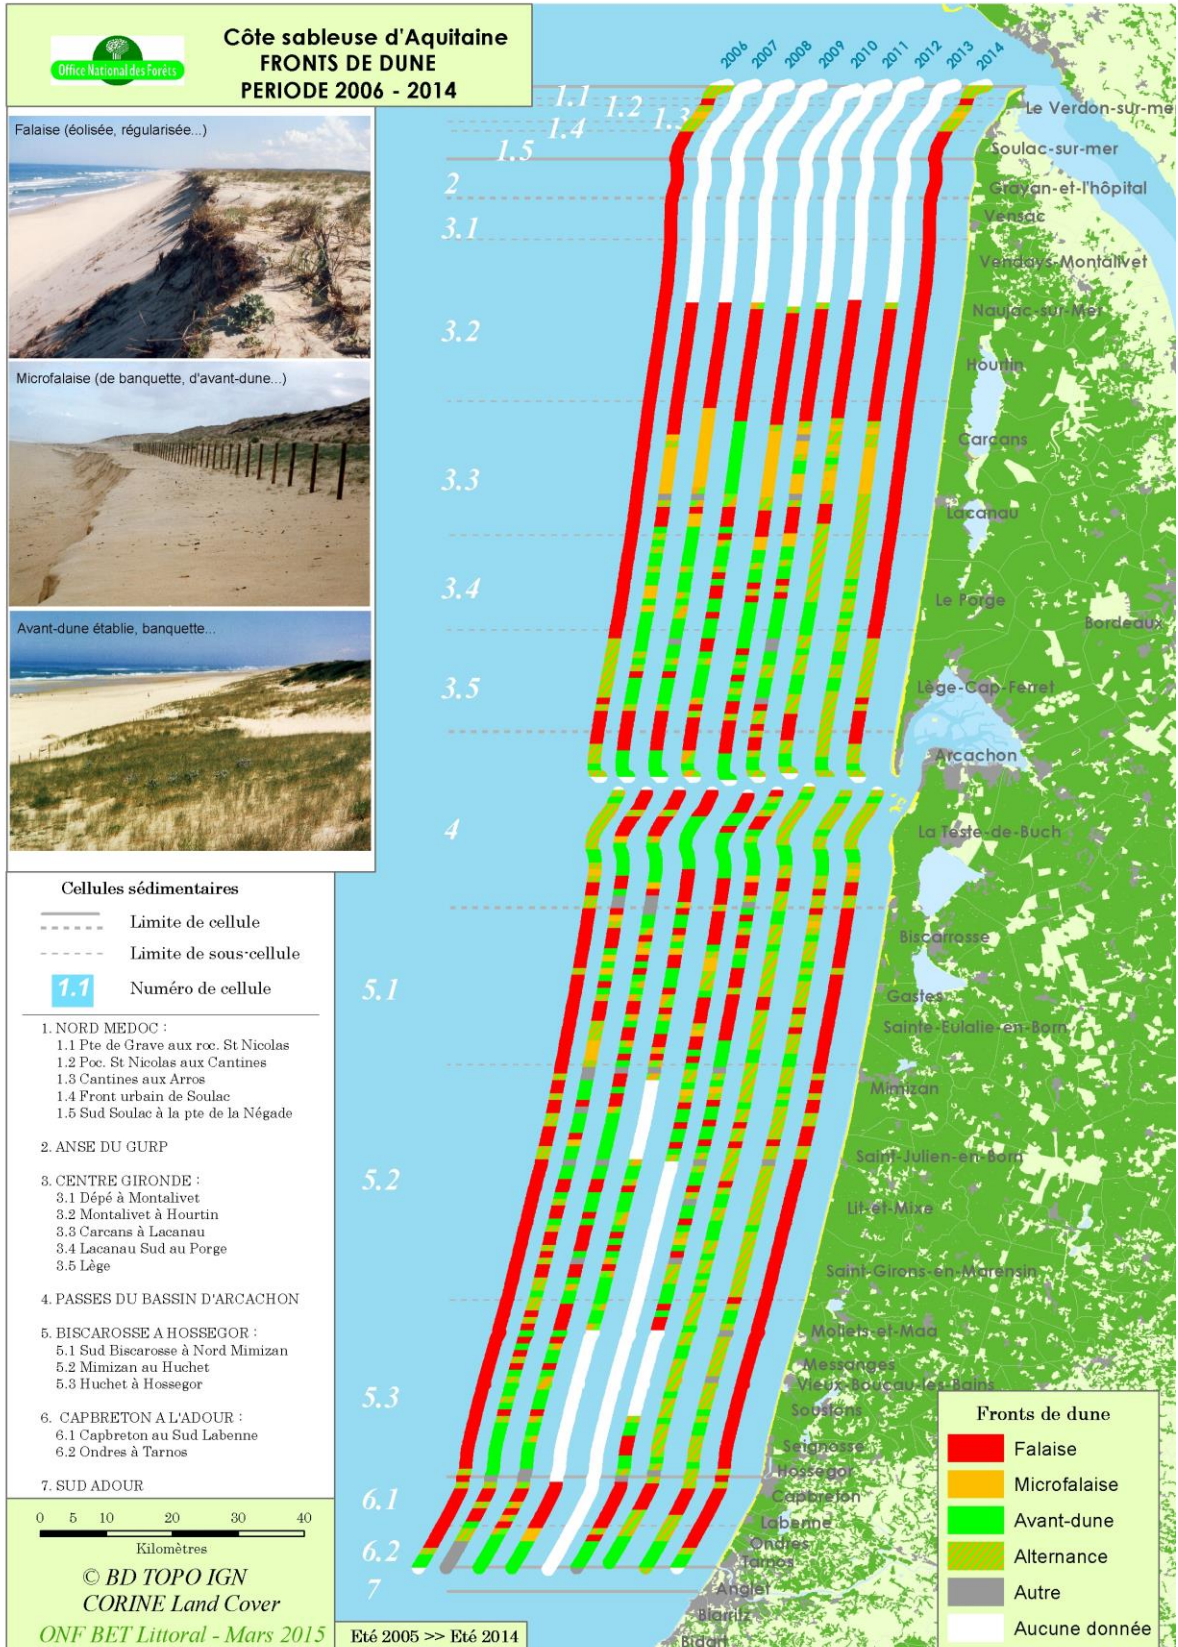 Office National des Forêts
Côte sableuse d'Aquitaine
FRONTS DE DUNE
PERIODE 2006 - 2014
Falaise (éolisée, régularisée...)
Microfalaise (de banquette, d'avant-dune...)
Avant-dune établie, banquette...
Cellules sédimentaires
Limite de cellule
Limite de sous-cellule
1.1 Numéro de cellule
1. NORD MEDOC :
1.1 Pte de Grave aux roc. St Nicolas
1.2 Poc. St Nicolas aux Cantines
1.3 Cantines aux Arros
1.4 Front urbain de Soulac
1.5 Sud Soulac à la pte de la Négade
2. ANSE DU GURP
3. CENTRE GIRONDE :
3.1 Dépé à Montalivet
3.2 Montalivet à Hourtin
3.3 Carcans à Lacanau
3.4 Lacanau Sud au Porge
3.5 Lège
4. PASSES DU BASSIN D'ARCACHON
5. BISCAROSSE A HOSSEGOR :
5.1 Sud Biscarosse à Nord Mimizan
5.2 Mimizan au Huchet
5.3 Huchet à Hossegor
6. CAPBRETON A L'ADOUR :
6.1 Capbreton au Sud Labenne
6.2 Ondres à Tarnos
7. SUD ADOUR
0 5 10 20 30 40
Kilomètres
© BD TOPO IGN
CORINE Land Cover
ONF BET Littoral - Mars 2015
Eté 2005 >> Eté 2014
2006 2007 2008 2009 2010 2011 2012 2013 2014
1.1
1.2
1.3
1.4
1.5
2
3.1
3.2
3.3
3.4
3.5
4
5.1
5.2
5.3
6.1
6.2
7
Le Verdon-sur-mer
Soulac-sur-mer
Grayan-et-l'hôpital
Vensac
Vendays-Montalivet
Naujac-sur-Mer
Hourtin
Carcans
Lacanau
Le Porge
Bordeaux
Lège-Cap-Ferret
Arcachon
La Teste-de-Buch
Biscarrosse
Gastes
Sainte-Eulalie-en-Born
Mimizan
Saint-Julien-en-Born
Lit-et-Mixe
Saint-Girons-en-Marensin
Moliets-et-Maa
Messanges
Vieux-Boucau-les-Bains
Soustons
Seignosse
Hossegor
Capbreton
Labenne
Ondres
Tarnos
Anglet
Biarritz
Bidart
Fronts de dune
Falaise
Microfalaise
Avant-dune
Alternance
Autre
Aucune donnée